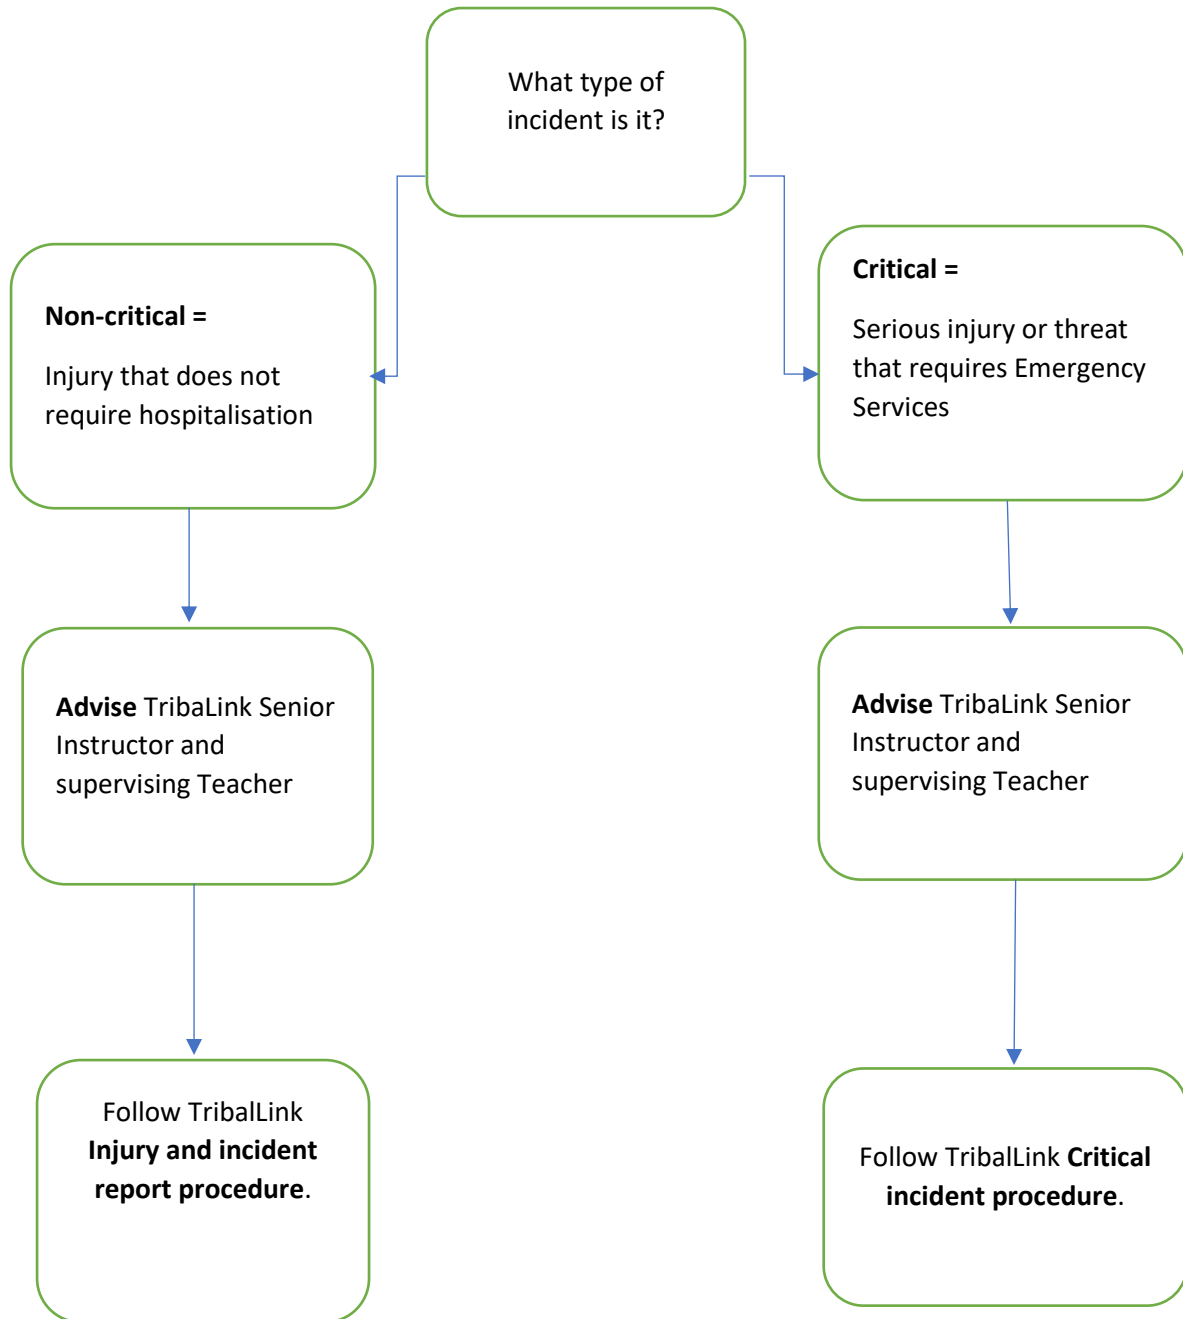 What type of
incident is it?
Non-critical =
Injury that does not
require hospitalisation
Critical =
Serious injury or threat
that requires Emergency
Services
Advise TribaLink Senior
Instructor and
supervising Teacher
Advise TribaLink Senior
Instructor and
supervising Teacher
Follow TribalLink
Injury and incident
report procedure.
Follow TribalLink Critical
incident procedure.